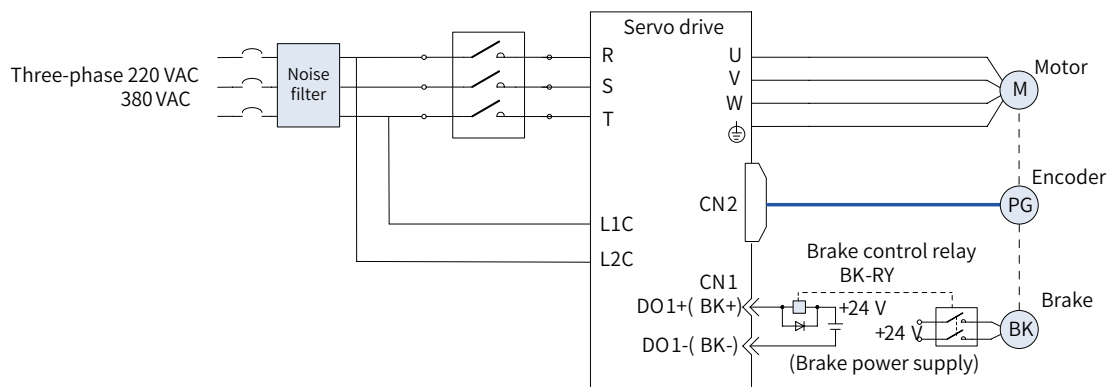 Servo drive
Three-phase 220 VAC
380 VAC
Noise
filter
R
S
T
L1C
L2C
U
V
W
Motor
M
CN2
Encoder
PG
Brake control relay
BK-RY
CN1
DO1+( BK+)
+24 V
+24 V
Brake
BK
DO1-( BK-)
(Brake power supply)